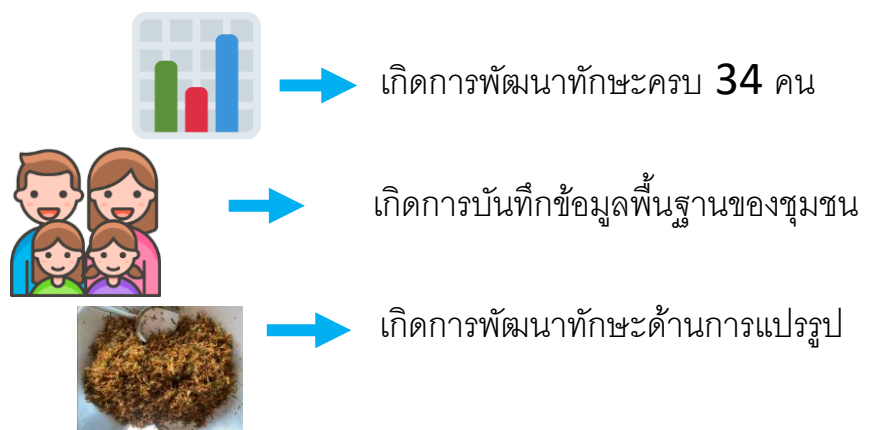 เกิดการพัฒนาทักษะครบ 34 คน
เกิดการบันทึกข้อมูลพื้นฐานของชุมชน
เกิดการพัฒนาทักษะด้านการแปรรูป